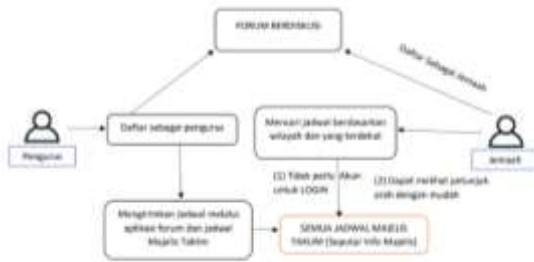 FORUM BERDISKUSI
Daftar Sebagai Jemaah
Pengurus
Daftar sebagai pengurus
Mencari jadwal berdasarkan
wilayah dan yang terdekat
Jemaah
(1) Tidak perlu Akun
untuk LOGIN
(2) Dapat melihat petunjuk
arah dengan mudah
Mengirimkan jadwal melalui
aplikasi forum dan jadwal
Majelis Taklim
SEMUA JADWAL MAJELIS
TAKLIM (Seputar Info Majelis)